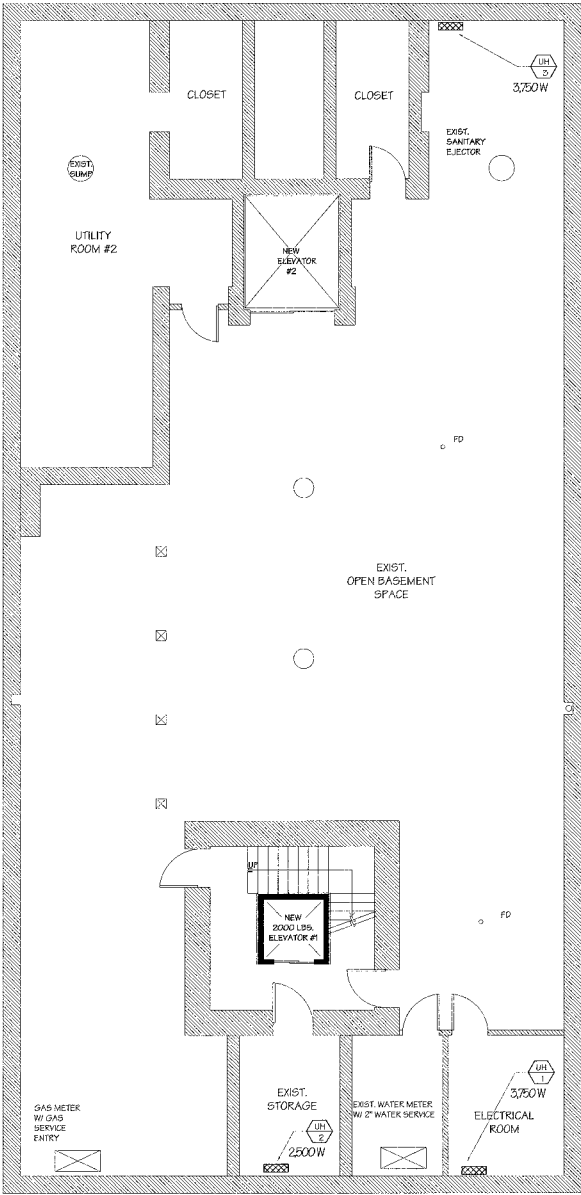 UH
3
3,750W
CLOSET
CLOSET
EXIST.
SANITARY
EJECTOR
EXIST.
SUMP
UTILITY
ROOM #2
NEW
ELEVATOR
#2
FD
EXIST.
OPEN BASEMENT
SPACE
UP
NEW
2000 LBS.
ELEVATOR #1
FD
UH
1
3,750W
EXIST.
STORAGE
UH
2
2,500W
EXIST. WATER METER
W/ 2" WATER SERVICE
ELECTRICAL
ROOM
GAS METER
W/ GAS
SERVICE
ENTRY